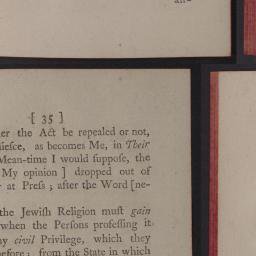 an-
[ 35 ]
er the Act be repealed or not,
uieſce, as becomes Me, in Their
Mean-time I would ſuppoſe, the
My opinion ] dropped out of
r at Preſs ; after the Word [ne-
the Jewiſh Religion muſt gain
when the Perſons profeſſing it
ny civil Privilege, which they
efore ; from the State in which